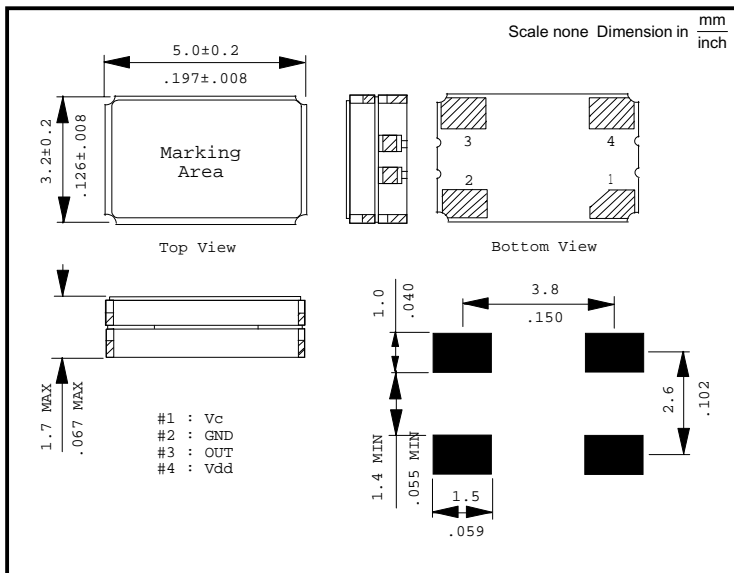 Scale none Dimension in mm/inch
5.0±0.2
.197±.008
3.2±0.2
.126±.008
Marking
Area
Top View
3
4
2
1
Bottom View
1.7 MAX
.067 MAX
#1 : Vc
#2 : GND
#3 : OUT
#4 : Vdd
1.0
.040
3.8
.150
2.6
.102
1.4 MIN
.055 MIN
1.5
.059